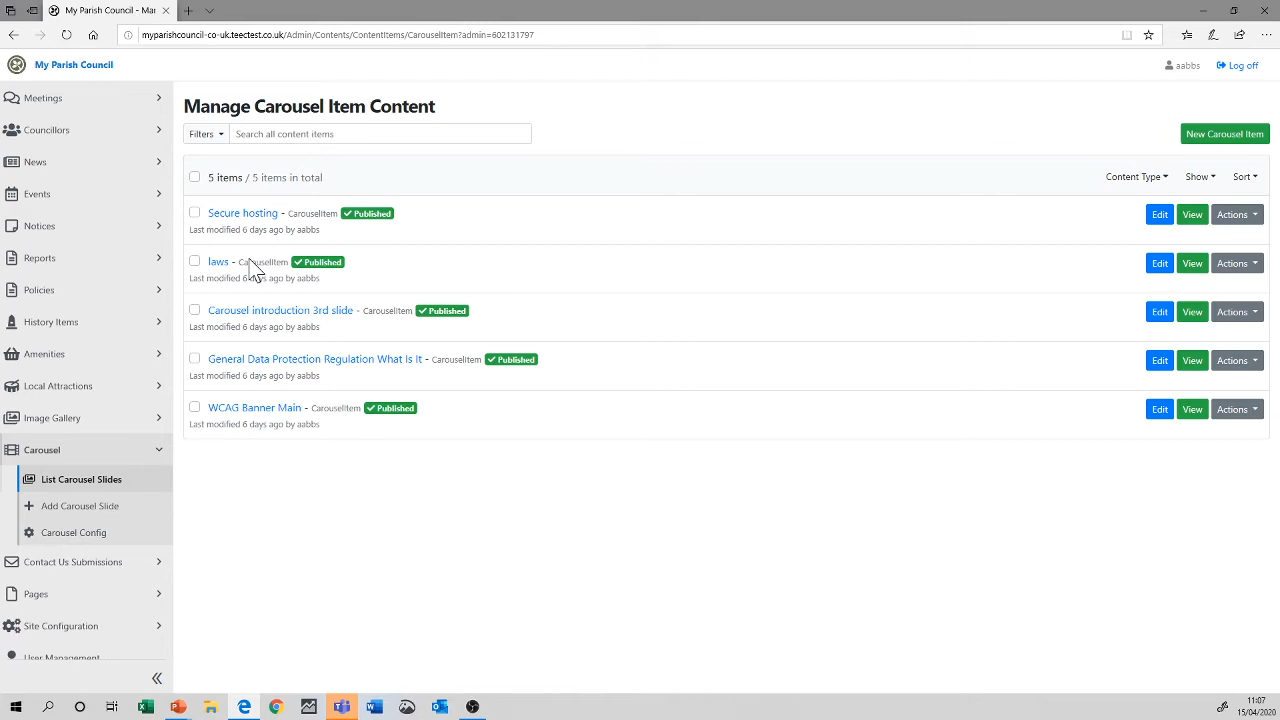 My Parish Council - Ma
myparishcouncil-co-uk.teectest.co.uk/Admin/Contents/ContentItems/CarouselItem?admin=602131797
My Parish Council
aabbs
Log off
Meetings
Councillors
News
Events
Notices
Reports
Policies
History Items
Amenities
Local Attractions
Image Gallery
Carousel
List Carousel Slides
Add Carousel Slide
Carousel Config
Contact Us Submissions
Pages
Site Configuration
User Management
Manage Carousel Item Content
Filters Search all content items
New Carousel Item
5 items / 5 items in total Content Type Show Sort
Secure hosting - CarouselItem Published Edit View Actions
Last modified 6 days ago by aabbs
laws - CarouselItem Published Edit View Actions
Last modified 6 days ago by aabbs
Carousel introduction 3rd slide - CarouselItem Published Edit View Actions
Last modified 6 days ago by aabbs
General Data Protection Regulation What Is It - CarouselItem Published Edit View Actions
Last modified 6 days ago by aabbs
WCAG Banner Main - CarouselItem Published Edit View Actions
Last modified 6 days ago by aabbs
11:07
15/04/2020